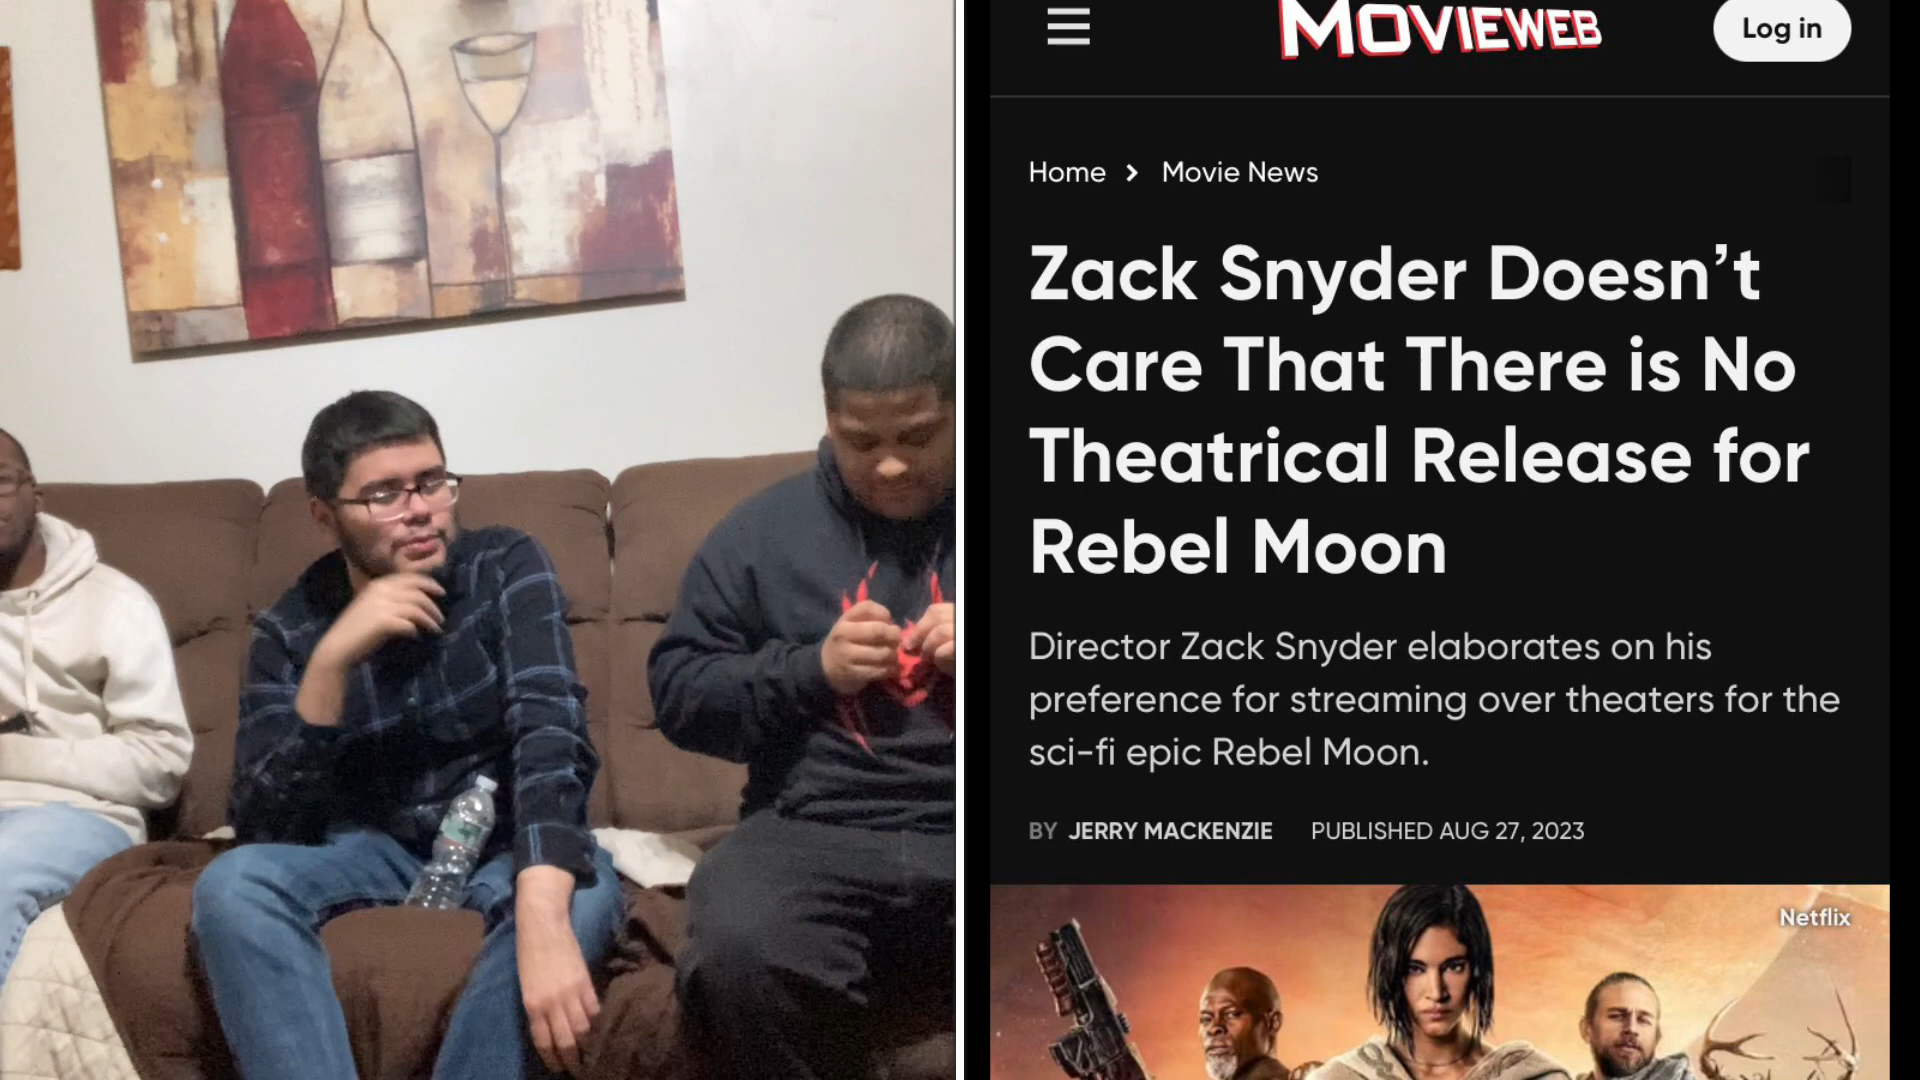 MOVIEWEB
Log in
Home > Movie News
Zack Snyder Doesn’t
Care That There is No
Theatrical Release for
Rebel Moon
Director Zack Snyder elaborates on his
preference for streaming over theaters for the
sci-fi epic Rebel Moon.
BY JERRY MACKENZIE PUBLISHED AUG 27, 2023
Netflix